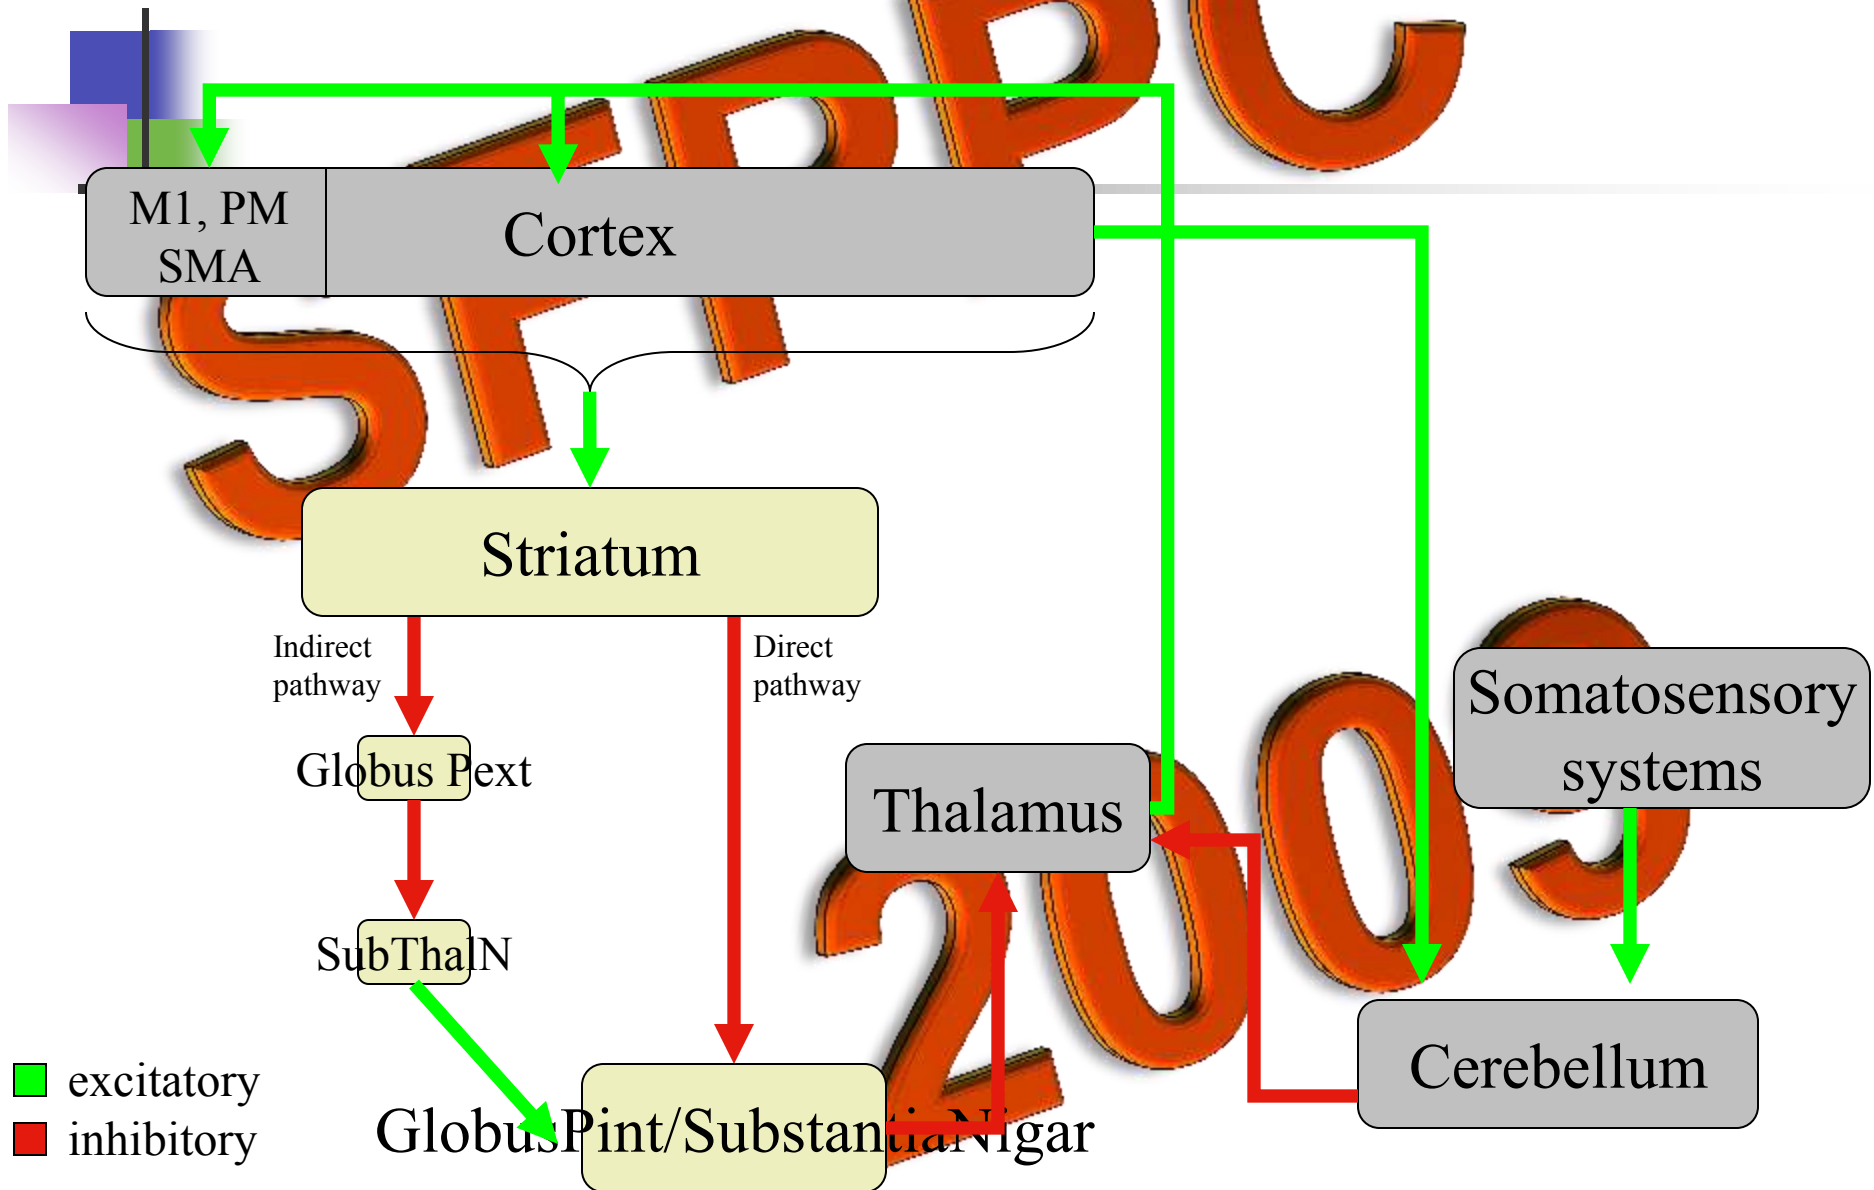 SFRBC
2009
M1, PM
SMA
Cortex
Striatum
Indirect
pathway
Direct
pathway
Globus Pext
Thalamus
Somatosensory
systems
SubThalN
Cerebellum
GlobusPint/SubstantiaNigar
excitatory
inhibitory